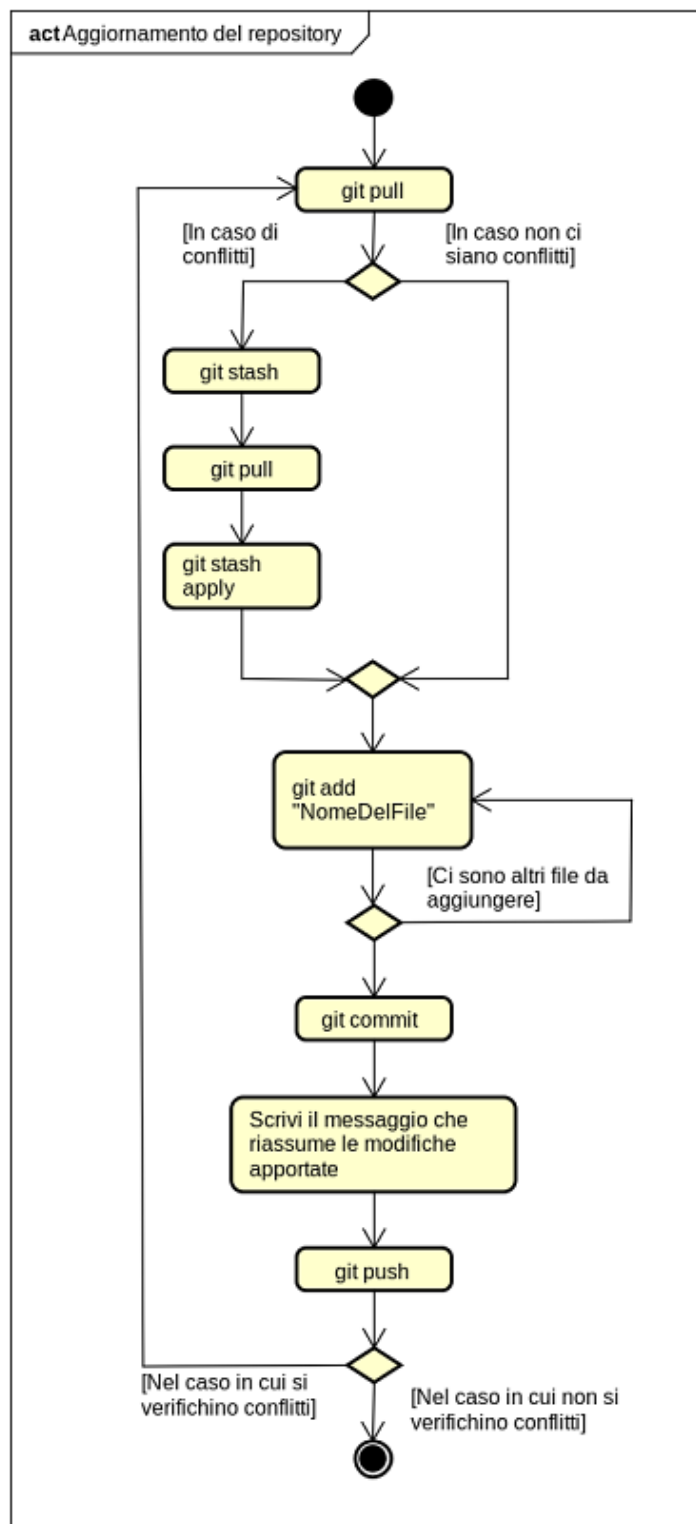 act Aggiornamento del repository
git pull
[In caso di
conflitti]
[In caso non ci
siano conflitti]
git stash
git pull
git stash
apply
git add
"NomeDelFile"
[Ci sono altri file da
aggiungere]
git commit
Scrivi il messaggio che
riassume le modifiche
apportate
git push
[Nel caso in cui si
verifichino conflitti]
[Nel caso in cui non si
verifichino conflitti]